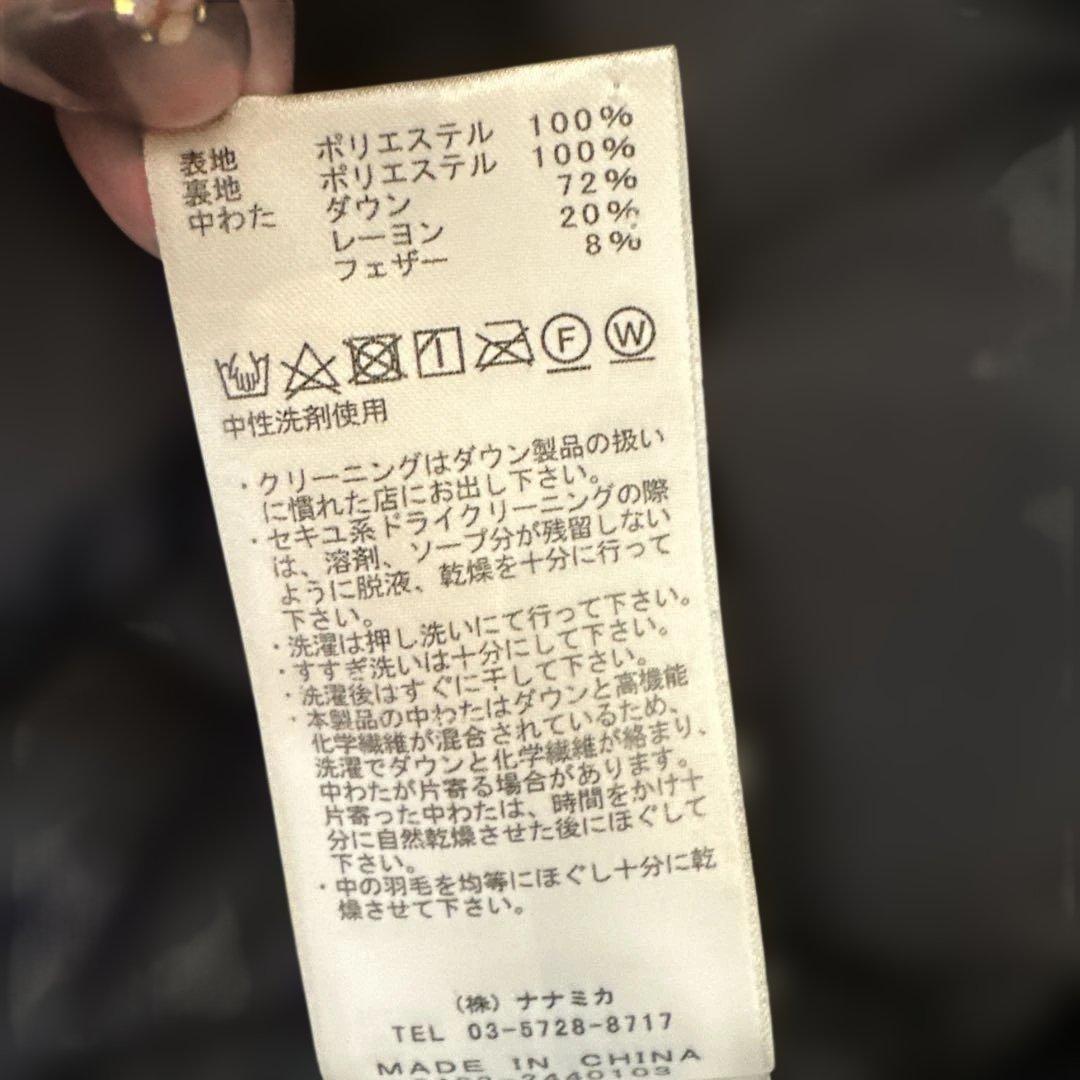 表地 ポリエステル 100%
裏地 ポリエステル 100%
中わた ダウン 72%
レーヨン 20%
フェザー 8%
F W
中性洗剤使用
・クリーニングはダウン製品の扱い
に慣れた店にお出し下さい。
・セキユ系ドライクリーニングの際
は、溶剤、ソープ分が残留しない
ように脱液、乾燥を十分に行って
下さい。
・洗濯は押し洗いにて行って下さい。
・すすぎ洗いは十分にして下さい。
・洗濯後はすぐに干して下さい。
・本製品の中わたはダウンと高機能
化学繊維が混合されているため、
洗濯でダウンと化学繊維が絡まり、
中わたが片寄る場合があります。
片寄った中わたは、時間をかけ十
分に自然乾燥させた後にほぐして
下さい。
・中の羽毛を均等にほぐし十分に乾
燥させて下さい。
(株)ナナミカ
TEL 03-5728-8717
MADE IN CHINA